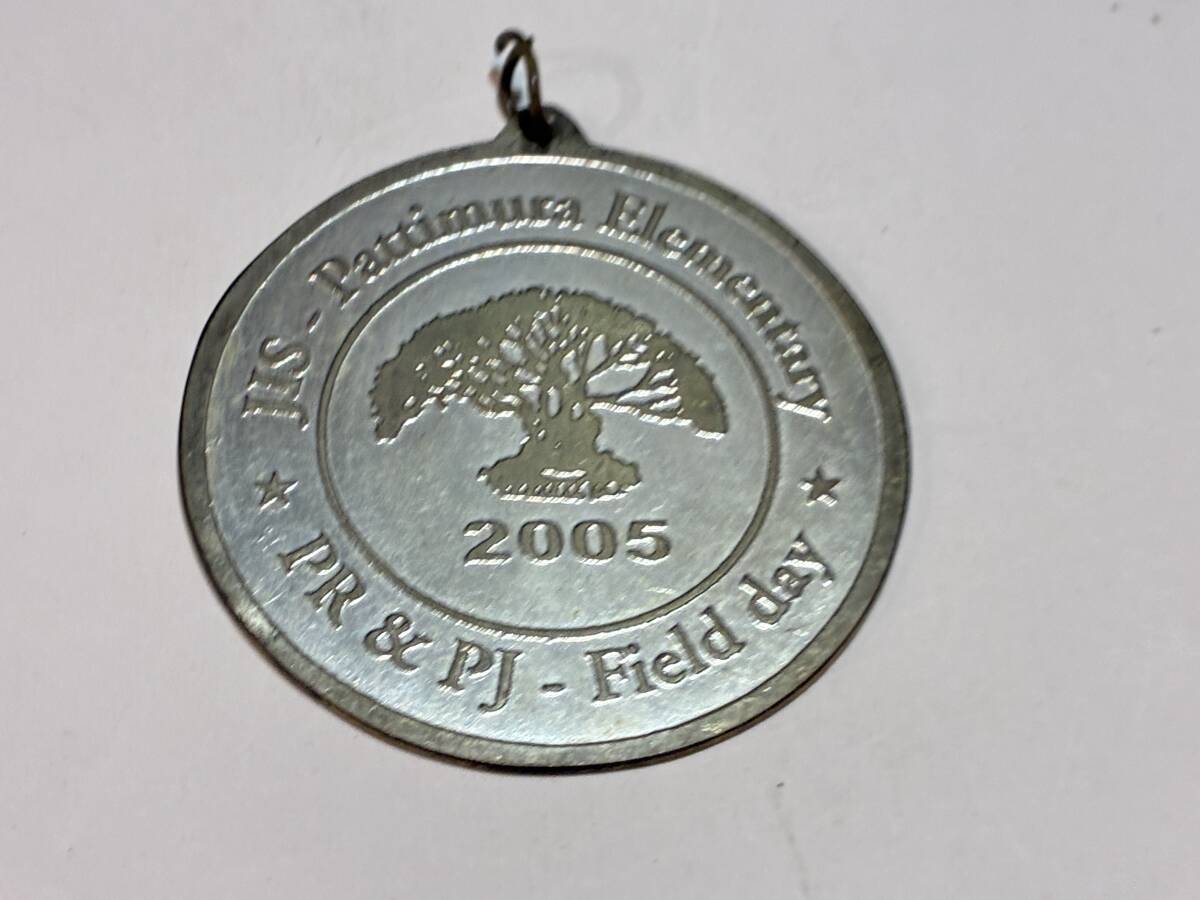 JIS - Pattimura Elementary
2005
PR & PJ - Field day